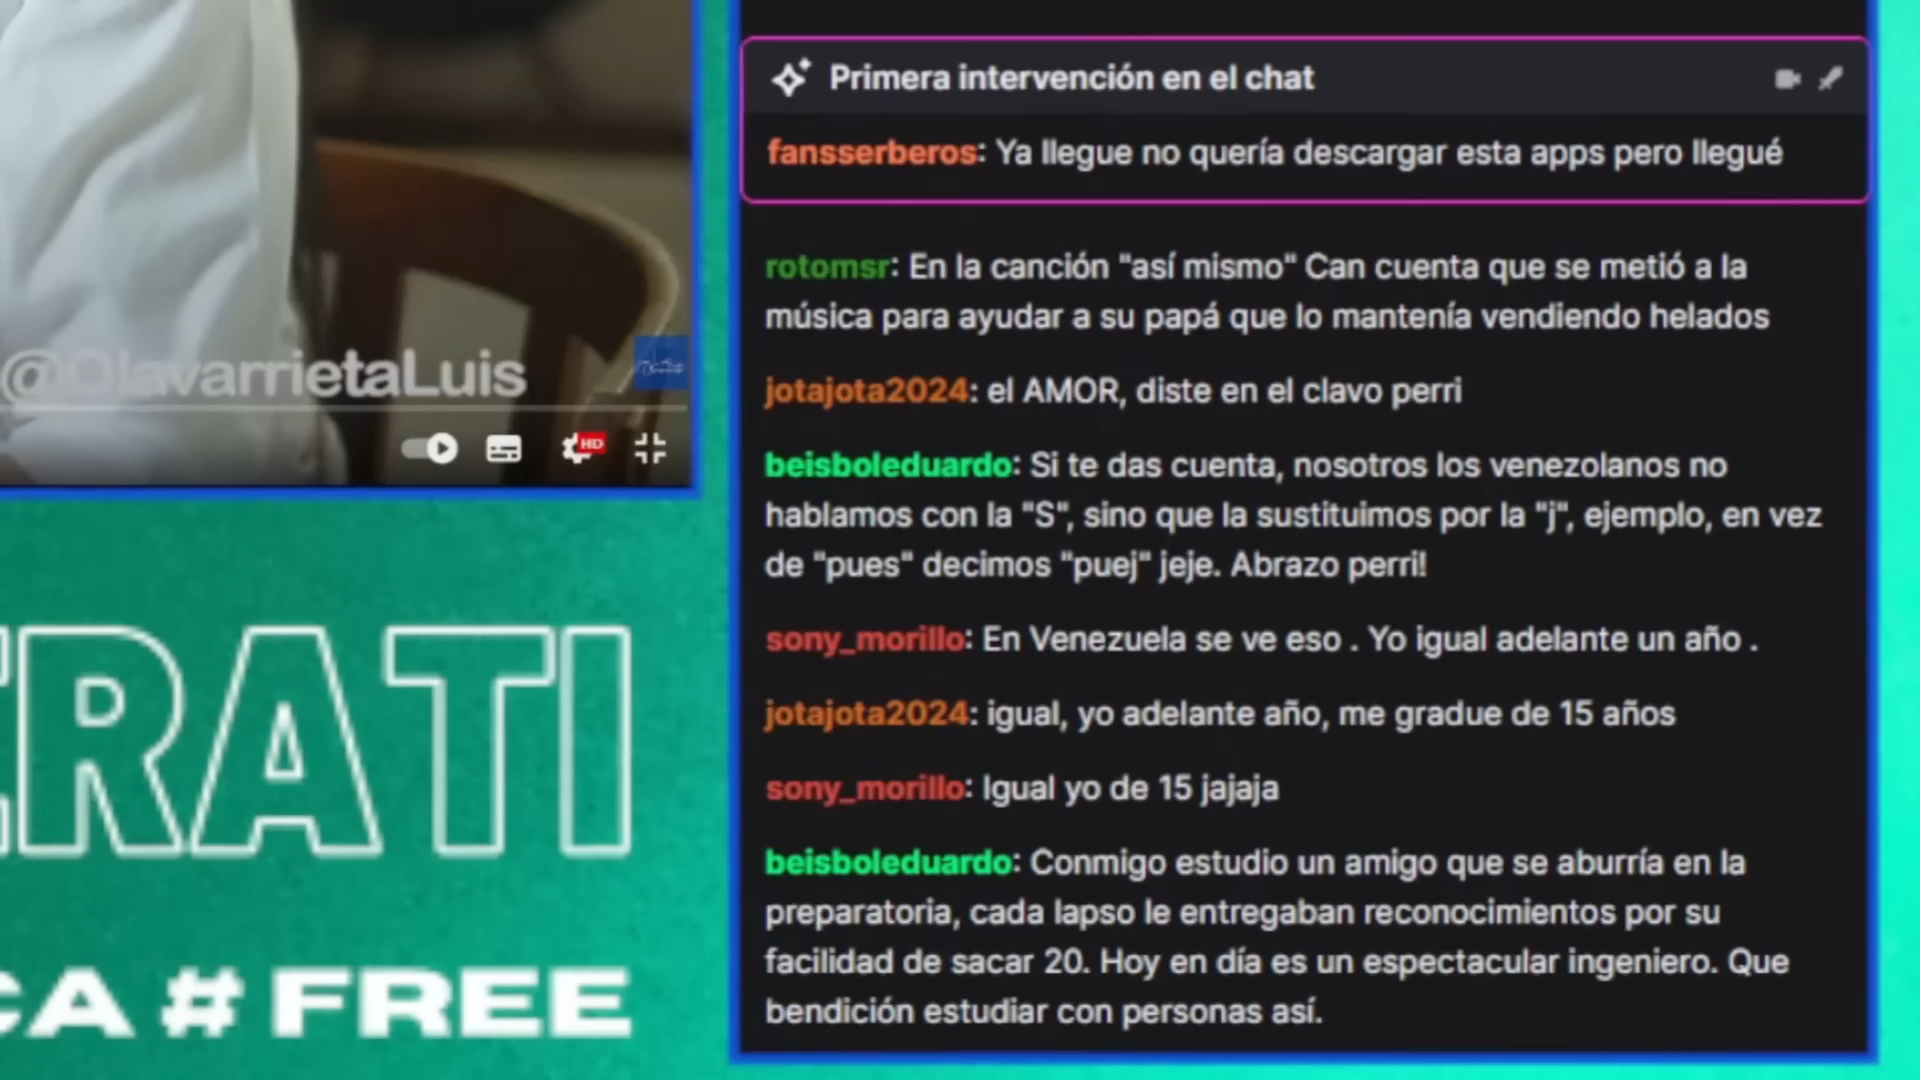 Primera intervención en el chat
fansserberos: Ya llegue no quería descargar esta apps pero llegué
rotomsr: En la canción "así mismo" Can cuenta que se metió a la
música para ayudar a su papá que lo mantenía vendiendo helados
jotajota2024: el AMOR, diste en el clavo perri
beisboleduardo: Si te das cuenta, nosotros los venezolanos no
hablamos con la "S", sino que la sustituimos por la "j", ejemplo, en vez
de "pues" decimos "puej" jeje. Abrazo perri!
sony_morillo: En Venezuela se ve eso . Yo igual adelante un año .
jotajota2024: igual, yo adelante año, me gradue de 15 años
sony_morillo: Igual yo de 15 jajaja
beisboleduardo: Conmigo estudio un amigo que se aburría en la
preparatoria, cada lapso le entregaban reconocimientos por su
facilidad de sacar 20. Hoy en día es un espectacular ingeniero. Que
bendición estudiar con personas así.
@OlavarrietaLuis
HD
ERATI
CA # FREE